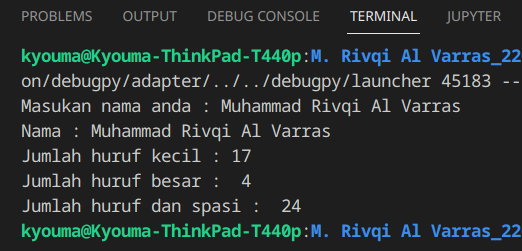 PROBLEMS OUTPUT DEBUG CONSOLE TERMINAL JUPYTER
kyouma@Kyouma-ThinkPad-T440p:M. Rivqi Al Varras_22
on/debugpy/adapter/../../debugpy/launcher 45183 --
Masukan nama anda : Muhammad Rivqi Al Varras
Nama : Muhammad Rivqi Al Varras
Jumlah huruf kecil : 17
Jumlah huruf besar :  4
Jumlah huruf dan spasi :  24
kyouma@Kyouma-ThinkPad-T440p:M. Rivqi Al Varras_22